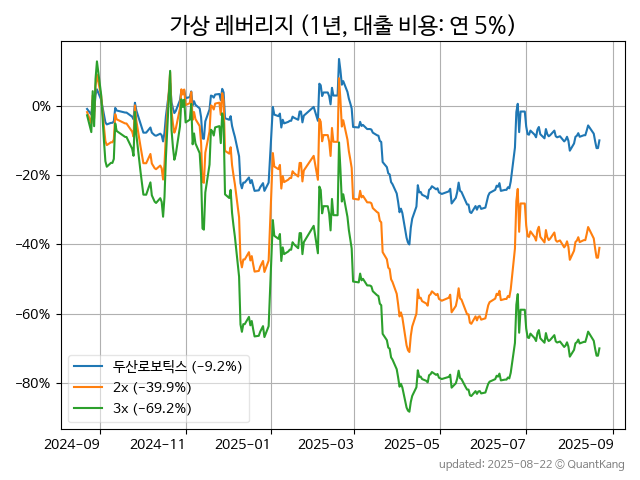 가상 레버리지 (1년, 대출 비용: 연 5%)
0%
−20%
−40%
−60%
−80%
두산로보틱스 (−9.2%)
2x (−39.9%)
3x (−69.2%)
2024-09 2024-11 2025-01 2025-03 2025-05 2025-07 2025-09
updated: 2025-08-22 © QuantKang